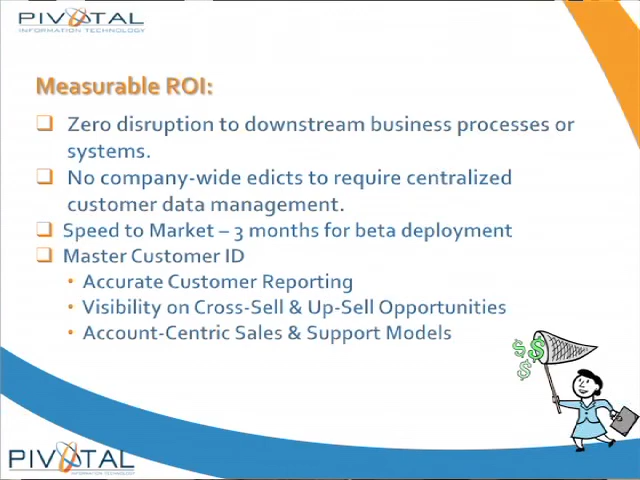 PIVOTAL
INFORMATION TECHNOLOGY
Measurable ROI:
❑ Zero disruption to downstream business processes or
systems.
❑ No company-wide edicts to require centralized
customer data management.
❑ Speed to Market – 3 months for beta deployment
❑ Master Customer ID
• Accurate Customer Reporting
• Visibility on Cross-Sell & Up-Sell Opportunities
• Account-Centric Sales & Support Models
$ $
$
PIVOTAL
INFORMATION TECHNOLOGY